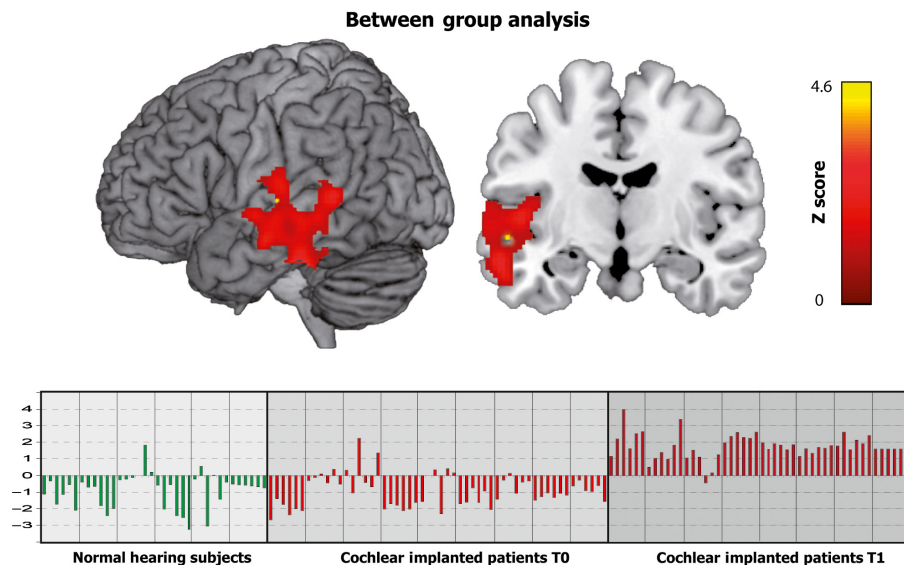 Between group analysis
4.6
Z score
0
5
4
3
2
1
0
−1
−2
−3
Normal hearing subjects
Cochlear implanted patients T0
Cochlear implanted patients T1